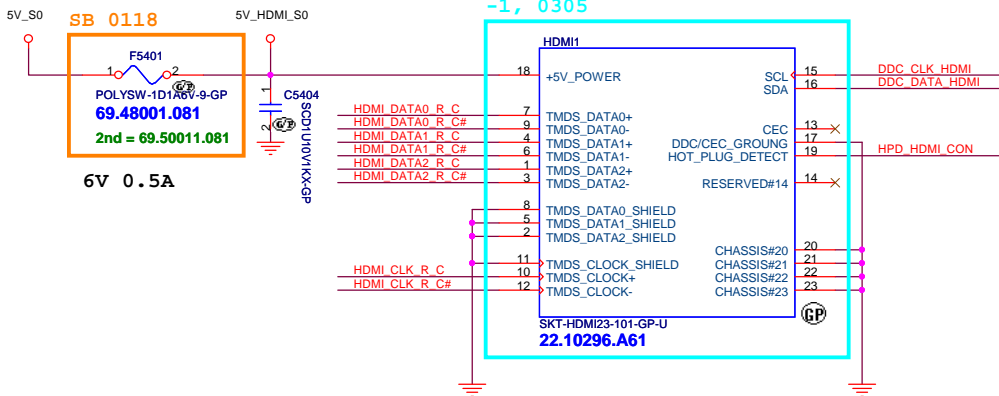 5V_S0
SB 0118
5V_HDMI_S0
-1, 0305
F5401
1
2
G/P
POLYSW-1D1A6V-9-GP
69.48001.081
2nd = 69.50011.081
6V 0.5A
1
C5404
2
G/P
SCD1U10V1KX-GP
HDMI1
18 +5V_POWER
SCL 15 DDC_CLK_HDMI
SDA 16 DDC_DATA_HDMI
HDMI_DATA0_R_C 7 TMDS_DATA0+
HDMI_DATA0_R_C# 9 TMDS_DATA0-
HDMI_DATA1_R_C 4 TMDS_DATA1+
HDMI_DATA1_R_C# 6 TMDS_DATA1-
HDMI_DATA2_R_C 1 TMDS_DATA2+
HDMI_DATA2_R_C# 3 TMDS_DATA2-
CEC 13
DDC/CEC_GROUNG 17
HOT_PLUG_DETECT 19 HPD_HDMI_CON
RESERVED#14 14
8 TMDS_DATA0_SHIELD
5 TMDS_DATA1_SHIELD
2 TMDS_DATA2_SHIELD
11 TMDS_CLOCK_SHIELD
HDMI_CLK_R_C 10 TMDS_CLOCK+
HDMI_CLK_R_C# 12 TMDS_CLOCK-
CHASSIS#20 20
CHASSIS#21 21
CHASSIS#22 22
CHASSIS#23 23
GP
SKT-HDMI23-101-GP-U
22.10296.A61